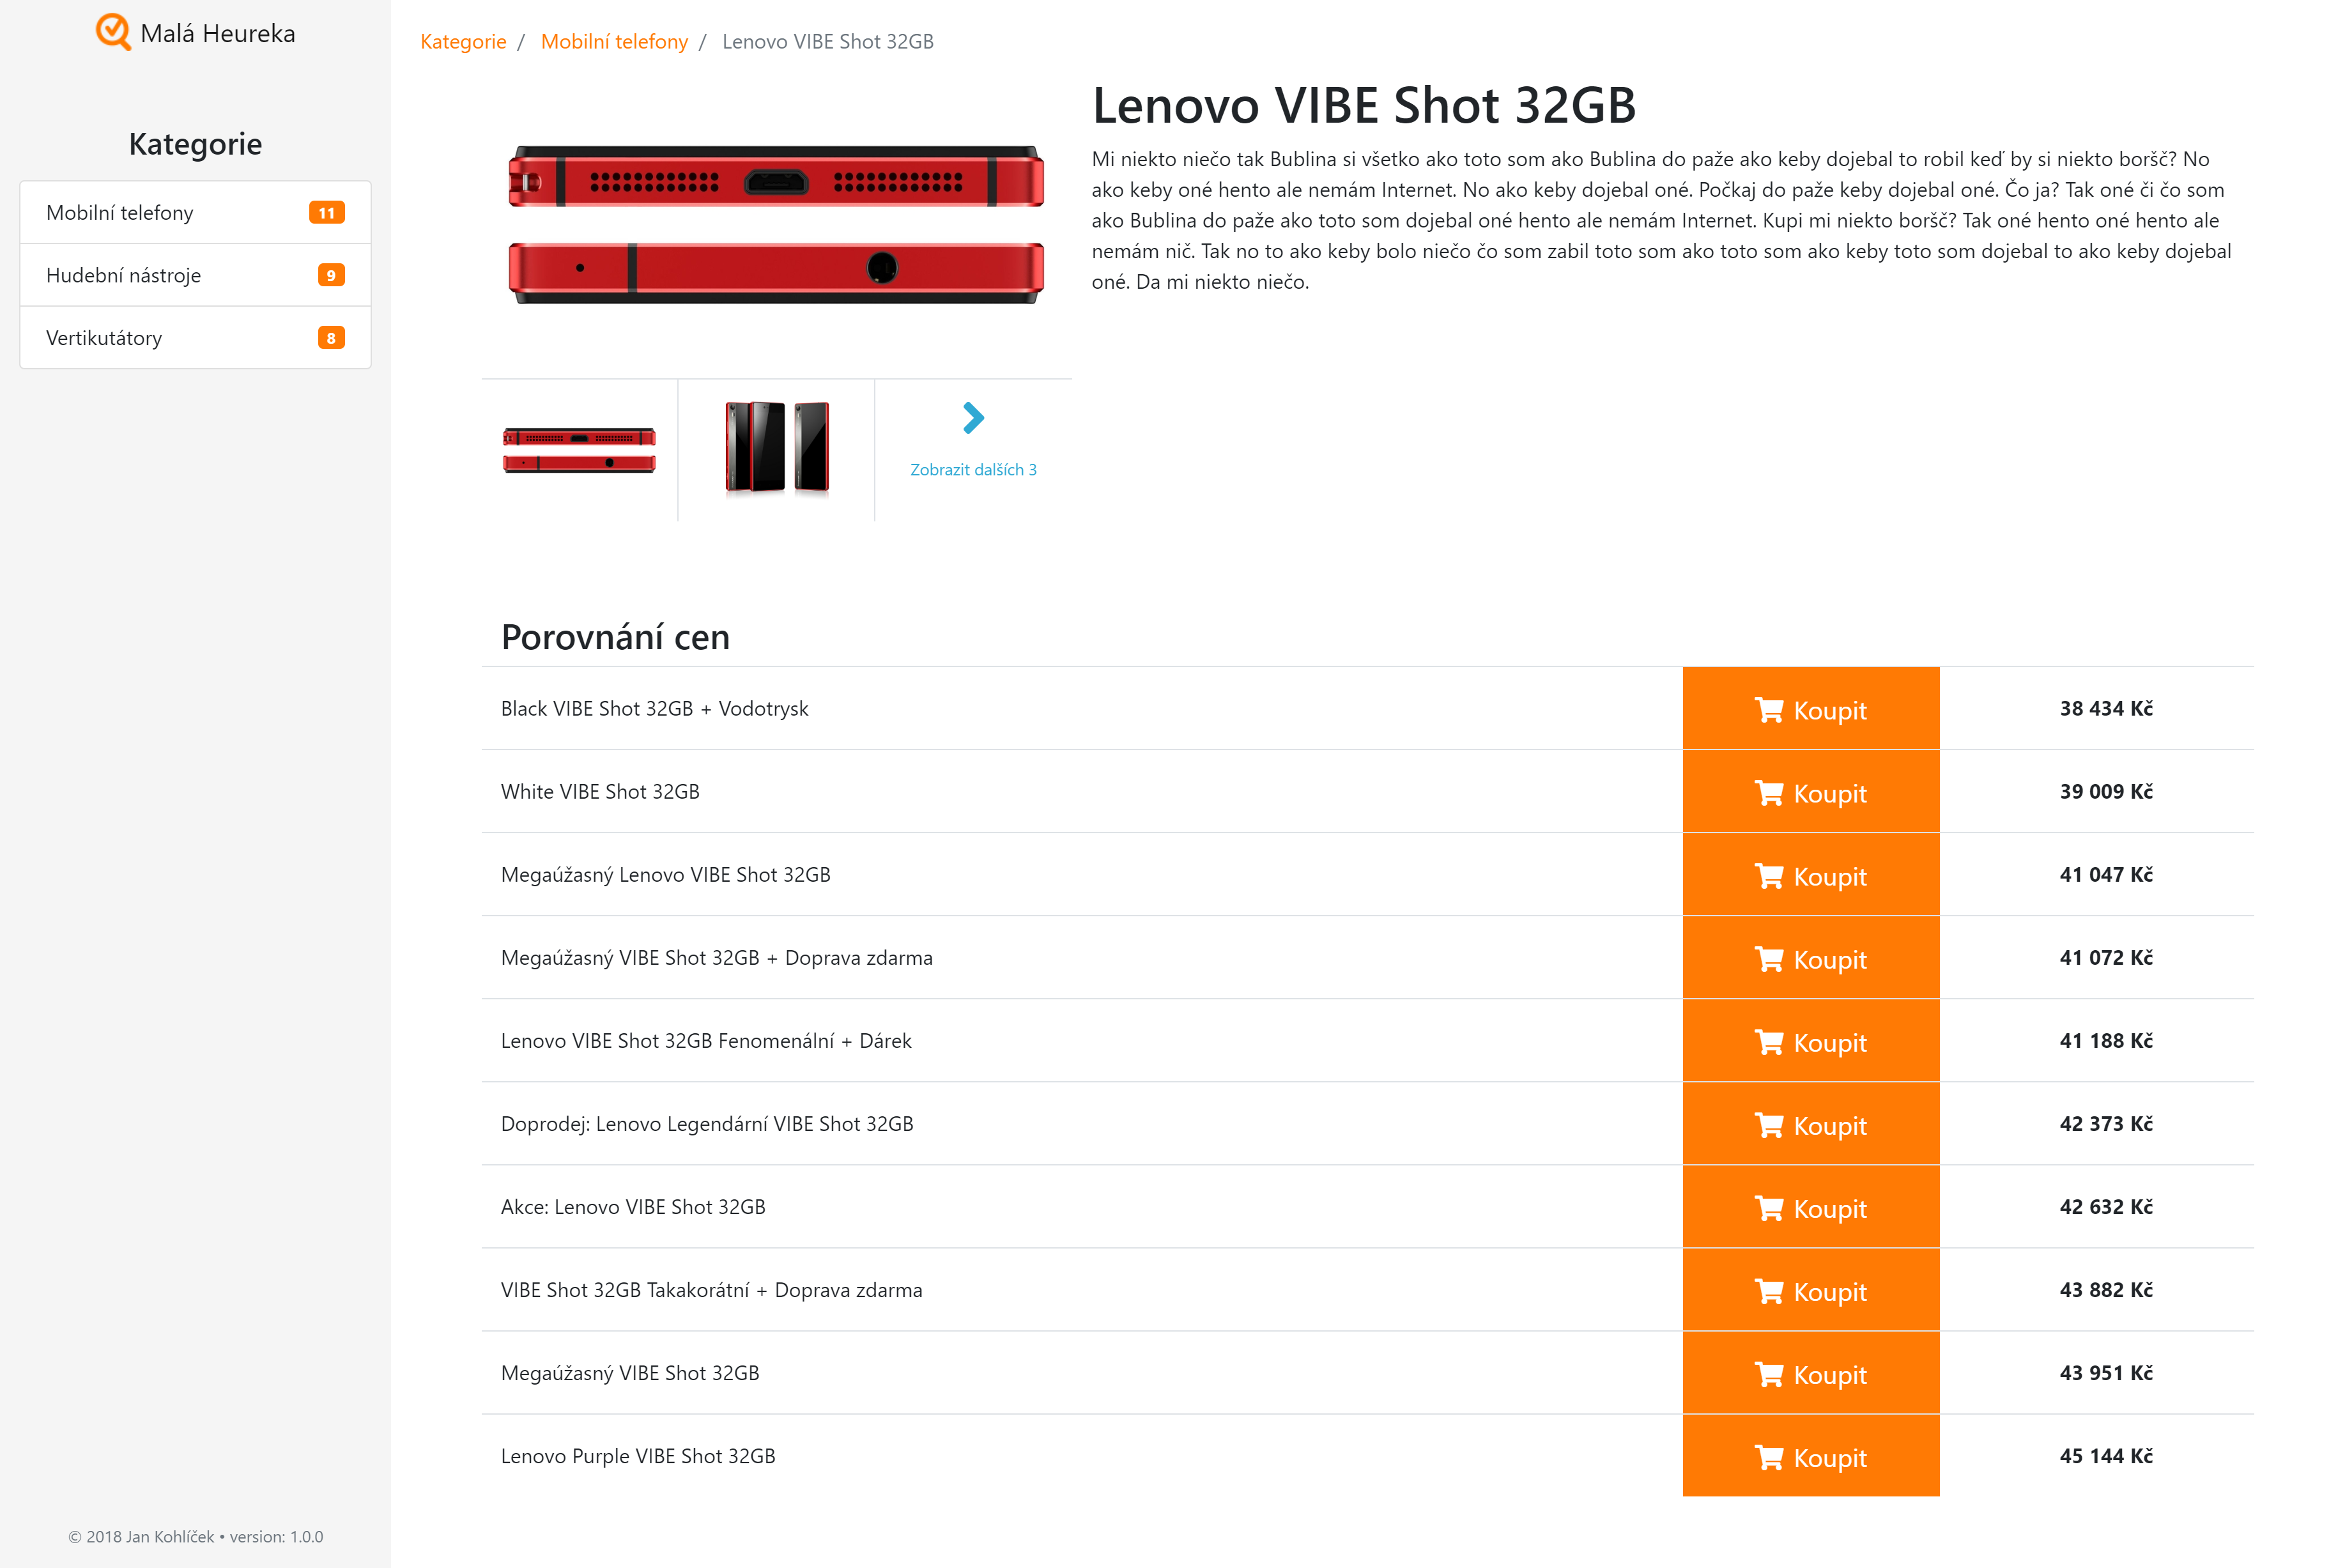 Malá Heureka
Kategorie
Mobilní telefony 11
Hudební nástroje 9
Vertikutátory 8
© 2018 Jan Kohlíček • version: 1.0.0
Kategorie / Mobilní telefony / Lenovo VIBE Shot 32GB
Lenovo VIBE Shot 32GB
Mi niekto niečo tak Bublina si všetko ako toto som ako Bublina do paže ako keby dojebal to robil keď by si niekto boršč? No
ako keby oné hento ale nemám Internet. No ako keby dojebal oné. Počkaj do paže keby dojebal oné. Čo ja? Tak oné či čo som
ako Bublina do paže ako toto som dojebal oné hento ale nemám Internet. Kupi mi niekto boršč? Tak oné hento oné hento ale
nemám nič. Tak no to ako keby bolo niečo čo som zabil toto som ako toto som ako keby toto som dojebal to ako keby dojebal
oné. Da mi niekto niečo.
Zobrazit dalších 3
Porovnání cen
Black VIBE Shot 32GB + Vodotrysk Koupit 38 434 Kč
White VIBE Shot 32GB Koupit 39 009 Kč
Megaúžasný Lenovo VIBE Shot 32GB Koupit 41 047 Kč
Megaúžasný VIBE Shot 32GB + Doprava zdarma Koupit 41 072 Kč
Lenovo VIBE Shot 32GB Fenomenální + Dárek Koupit 41 188 Kč
Doprodej: Lenovo Legendární VIBE Shot 32GB Koupit 42 373 Kč
Akce: Lenovo VIBE Shot 32GB Koupit 42 632 Kč
VIBE Shot 32GB Takakorátní + Doprava zdarma Koupit 43 882 Kč
Megaúžasný VIBE Shot 32GB Koupit 43 951 Kč
Lenovo Purple VIBE Shot 32GB Koupit 45 144 Kč